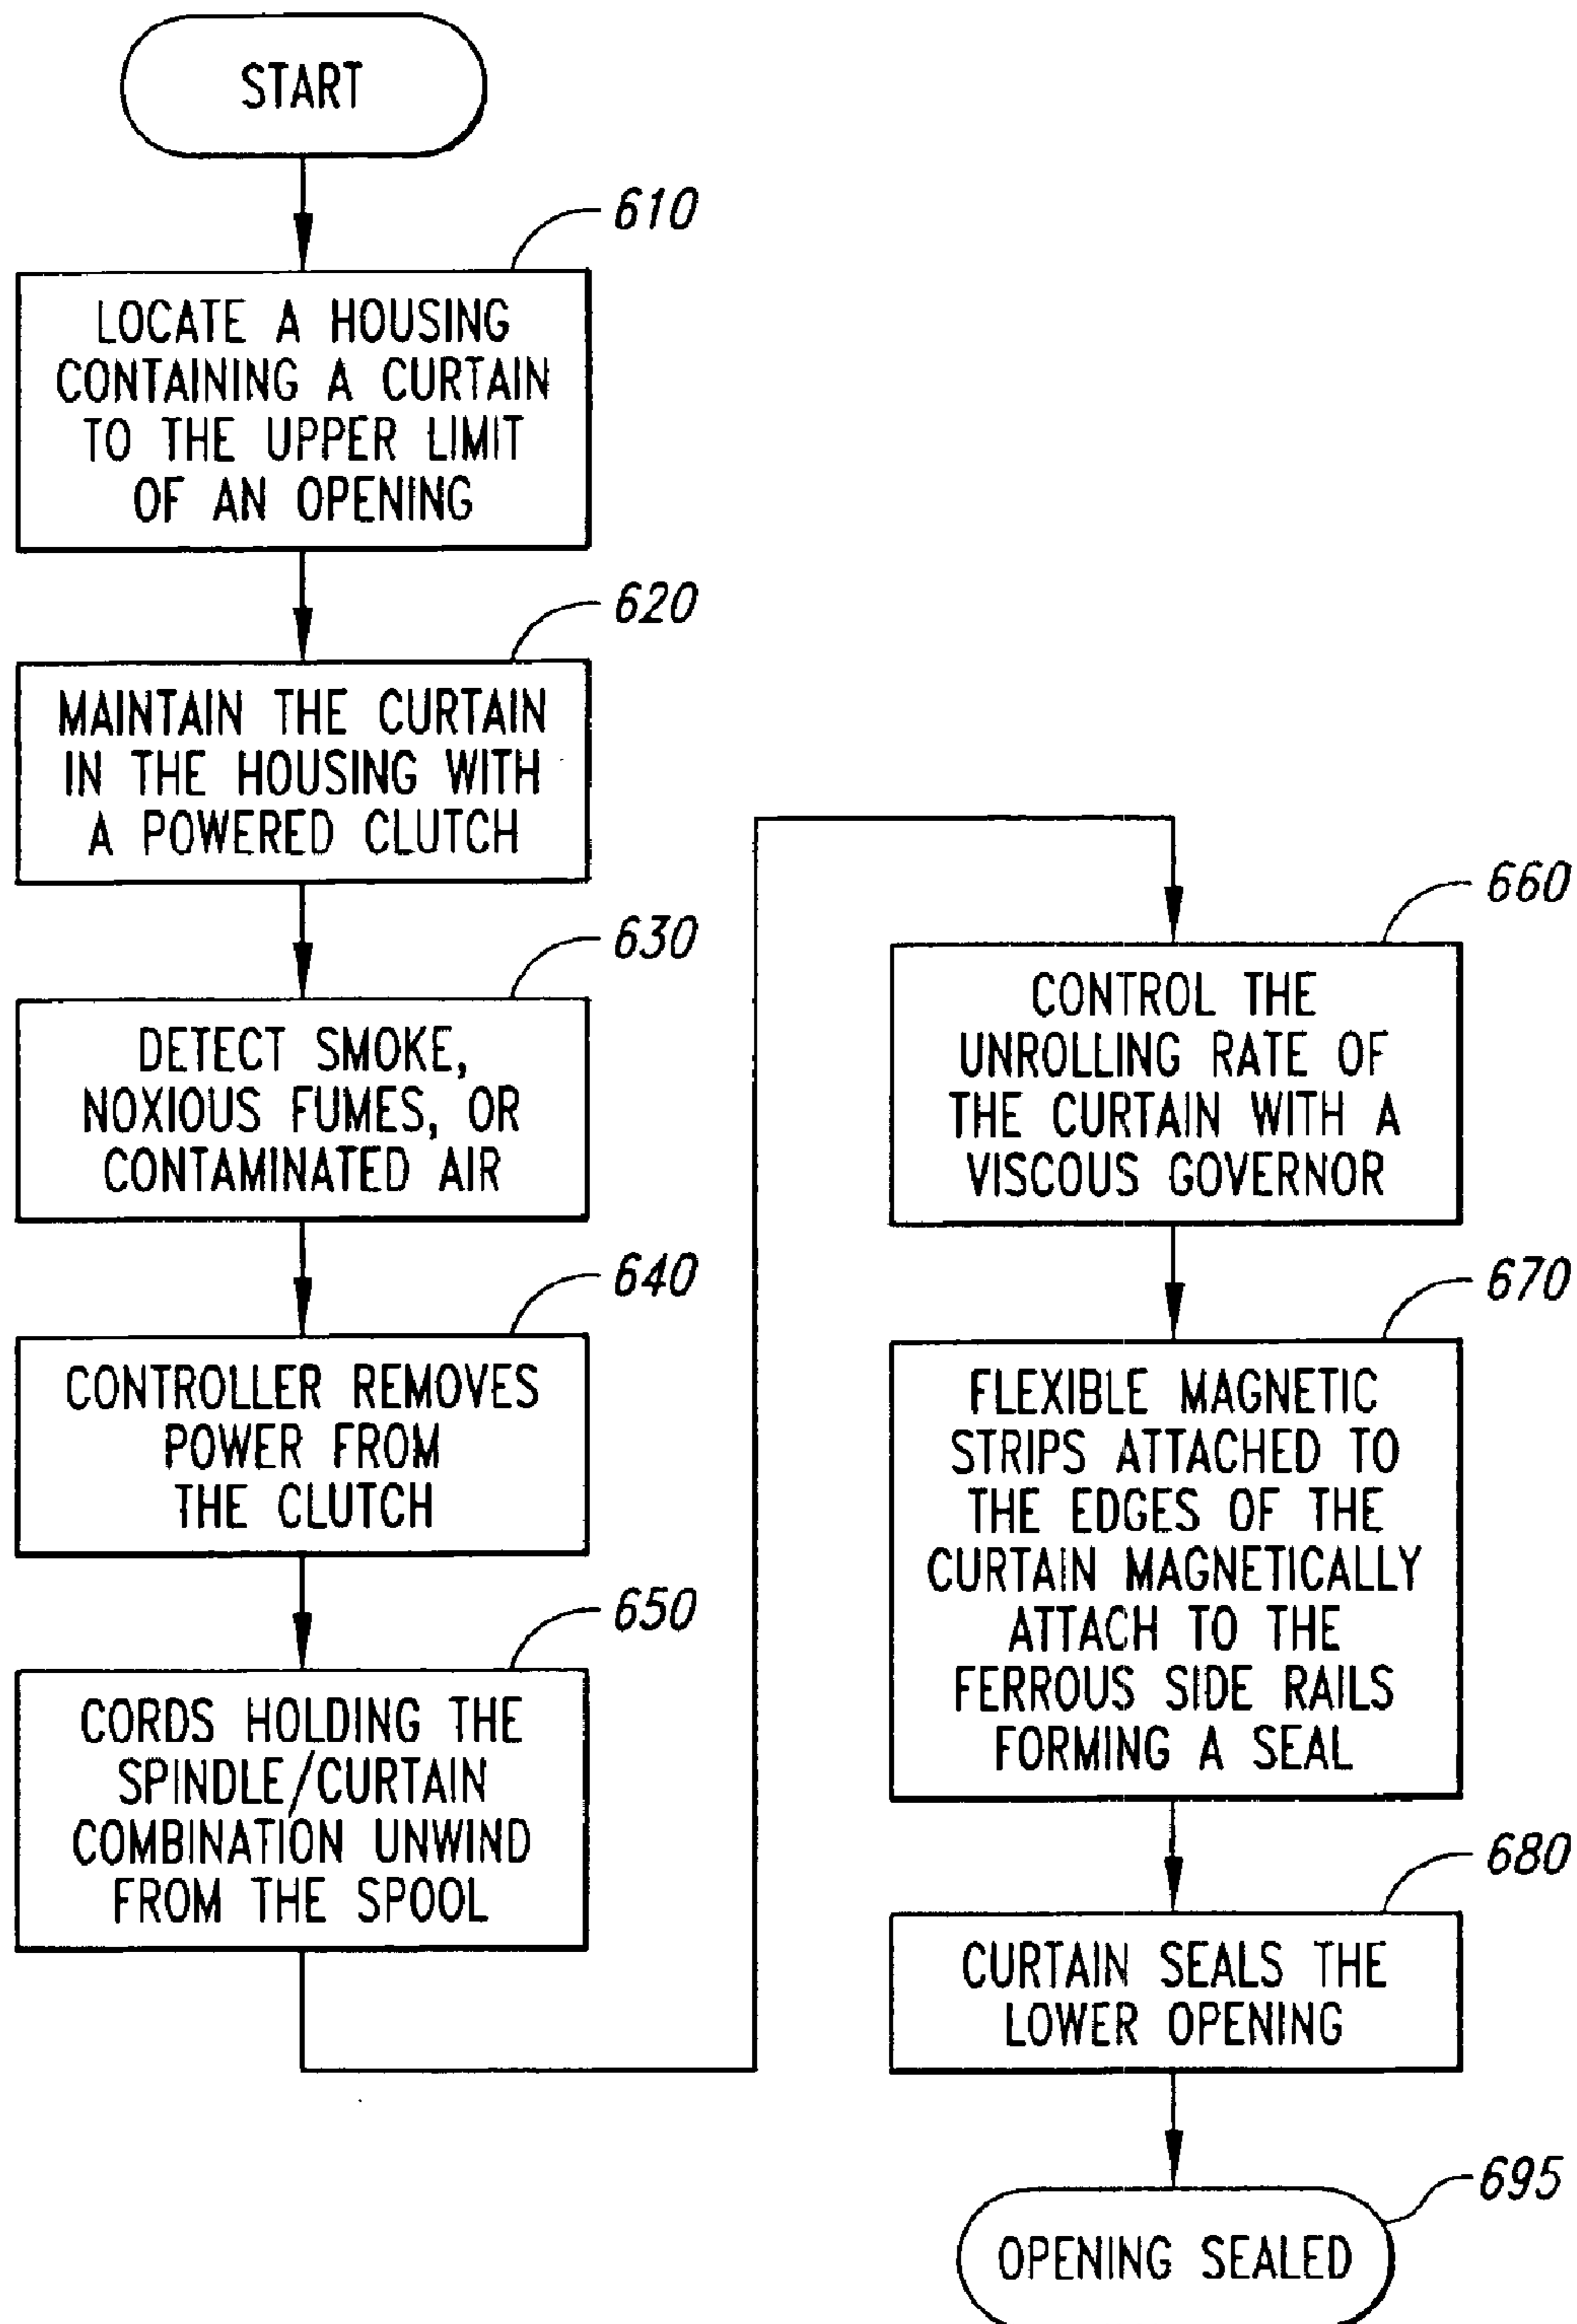 START
610
LOCATE A HOUSING
CONTAINING A CURTAIN
TO THE UPPER LIMIT
OF AN OPENING
620
MAINTAIN THE CURTAIN
IN THE HOUSING WITH
A POWERED CLUTCH
630
DETECT SMOKE,
NOXIOUS FUMES, OR
CONTAMINATED AIR
640
CONTROLLER REMOVES
POWER FROM
THE CLUTCH
650
CORDS HOLDING THE
SPINDLE/CURTAIN
COMBINATION UNWIND
FROM THE SPOOL
660
CONTROL THE
UNROLLING RATE OF
THE CURTAIN WITH A
VISCOUS GOVERNOR
670
FLEXIBLE MAGNETIC
STRIPS ATTACHED TO
THE EDGES OF THE
CURTAIN MAGNETICALLY
ATTACH TO THE
FERROUS SIDE RAILS
FORMING A SEAL
680
CURTAIN SEALS THE
LOWER OPENING
695
OPENING SEALED